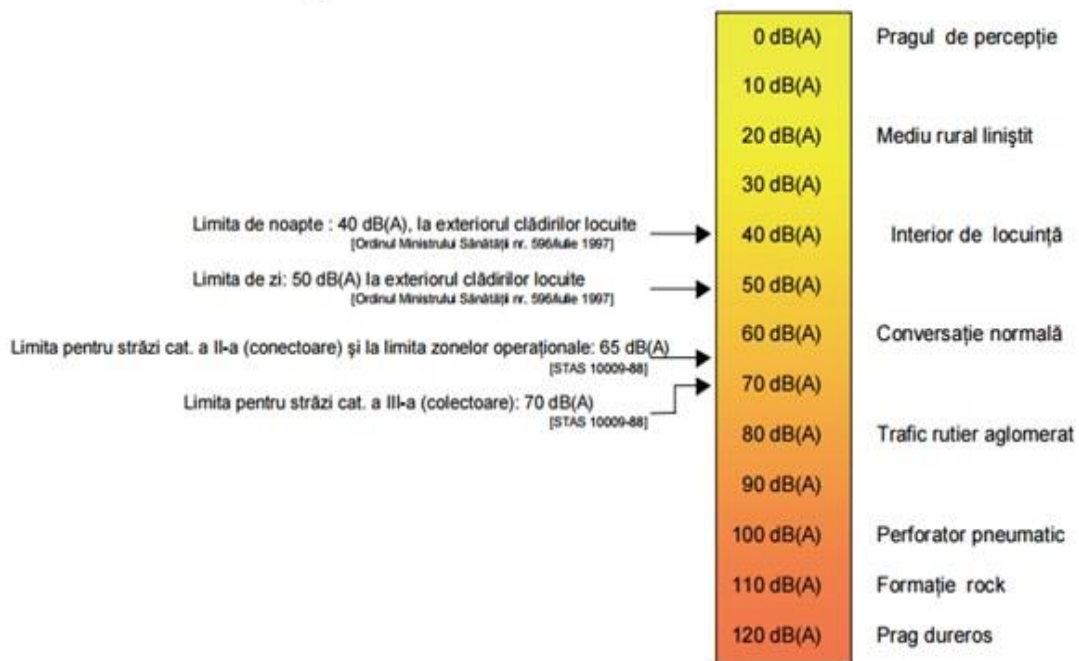 0 dB(A) Pragul de percepție
10 dB(A)
20 dB(A) Mediu rural liniştit
30 dB(A)
Limita de noapte : 40 dB(A), la exteriorul clădirilor locuite
[Ordinul Ministrului Sănătăţii nr. 596/Iulie 1997]
40 dB(A) Interior de locuință
Limita de zi: 50 dB(A) la exteriorul clădirilor locuite
[Ordinul Ministrului Sănătăţii nr. 596/Iulie 1997]
50 dB(A)
60 dB(A) Conversație normală
Limita pentru străzi cat. a II-a (conectoare) şi la limita zonelor operaționale: 65 dB(A)
[STAS 10009-88]
70 dB(A)
Limita pentru străzi cat. a III-a (colectoare): 70 dB(A)
[STAS 10009-88]
80 dB(A) Trafic rutier aglomerat
90 dB(A)
100 dB(A) Perforator pneumatic
110 dB(A) Formație rock
120 dB(A) Prag dureros